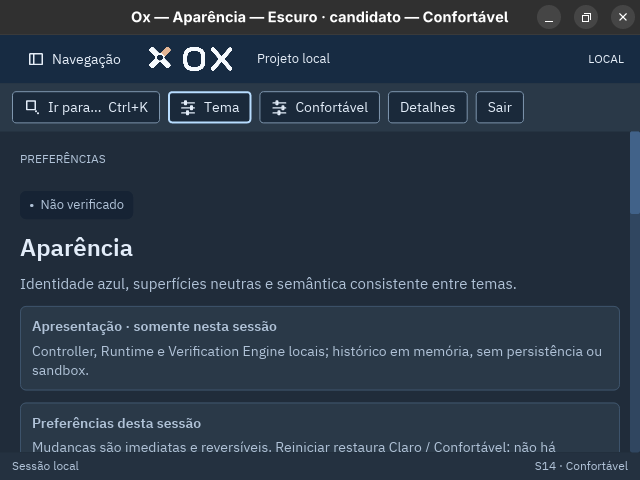 Ox — Aparência — Escuro · candidato — Confortável
Navegação
OX
Projeto local
LOCAL
Ir para... Ctrl+K
Tema
Confortável
Detalhes
Sair
PREFERÊNCIAS
• Não verificado
Aparência
Identidade azul, superfícies neutras e semântica consistente entre temas.
Apresentação · somente nesta sessão
Controller, Runtime e Verification Engine locais; histórico em memória, sem persistência ou
sandbox.
Preferências desta sessão
Mudanças são imediatas e reversíveis. Reiniciar restaura Claro / Confortável; não há
Sessão local
S14 · Confortável